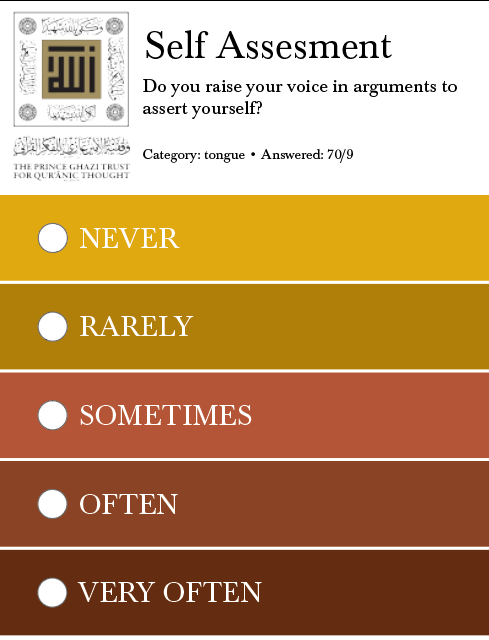 Self Assesment
Do you raise your voice in arguments to
assert yourself?
Category: tongue • Answered: 70/9
THE PRINCE GHAZI TRUST
FOR QUR'ĀNIC THOUGHT
NEVER
RARELY
SOMETIMES
OFTEN
VERY OFTEN